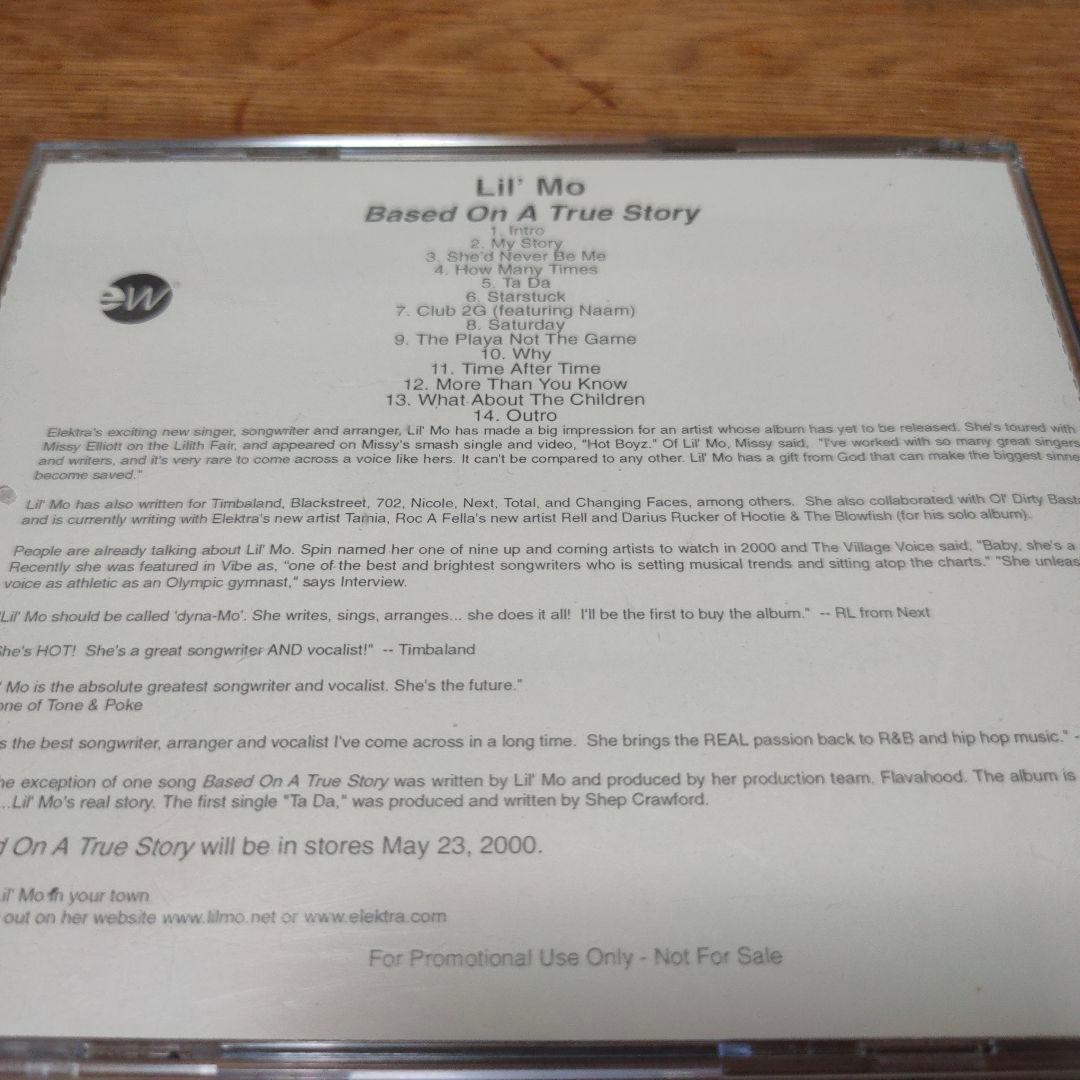 Lil' Mo
Based On A True Story
1. Intro
2. My Story
3. She'd Never Be Me
4. How Many Times
5. Ta Da
6. Starstuck
7. Club 2G (featuring Naam)
8. Saturday
9. The Playa Not The Game
10. Why
11. Time After Time
12. More Than You Know
13. What About The Children
14. Outro
ew
Elektra's exciting new singer, songwriter and arranger, Lil' Mo has made a big impression for an artist whose album has yet to be released. She's toured with
Missy Elliott on the Lilith Fair, and appeared on Missy's smash single and video, "Hot Boyz." Of Lil' Mo, Missy said, "I've worked with so many great singers
and writers, and it's very rare to come across a voice like hers. It can't be compared to any other. Lil' Mo has a gift from God that can make the biggest sinne
become saved."
Lil' Mo has also written for Timbaland, Blackstreet, 702, Nicole, Next, Total, and Changing Faces, among others. She also collaborated with Ol' Dirty Basta
and is currently writing with Elektra's new artist Tamia, Roc A Fella's new artist Rell and Darius Rucker of Hootie & The Blowfish (for his solo album).
People are already talking about Lil' Mo. Spin named her one of nine up and coming artists to watch in 2000 and The Village Voice said, "Baby, she's a
Recently she was featured in Vibe as, "one of the best and brightest songwriters who is setting musical trends and sitting atop the charts." "She unleas
voice as athletic as an Olympic gymnast," says Interview.
"Lil' Mo should be called 'dyna-Mo'. She writes, sings, arranges... she does it all! I'll be the first to buy the album." -- RL from Next
She's HOT! She's a great songwriter AND vocalist!" -- Timbaland
' Mo is the absolute greatest songwriter and vocalist. She's the future."
one of Tone & Poke
s the best songwriter, arranger and vocalist I've come across in a long time. She brings the REAL passion back to R&B and hip hop music." -
he exception of one song Based On A True Story was written by Lil' Mo and produced by her production team, Flavahood. The album is
...Lil' Mo's real story. The first single "Ta Da," was produced and written by Shep Crawford.
d On A True Story will be in stores May 23, 2000.
Lil' Mo in your town
out on her website www.lilmo.net or www.elektra.com
For Promotional Use Only - Not For Sale